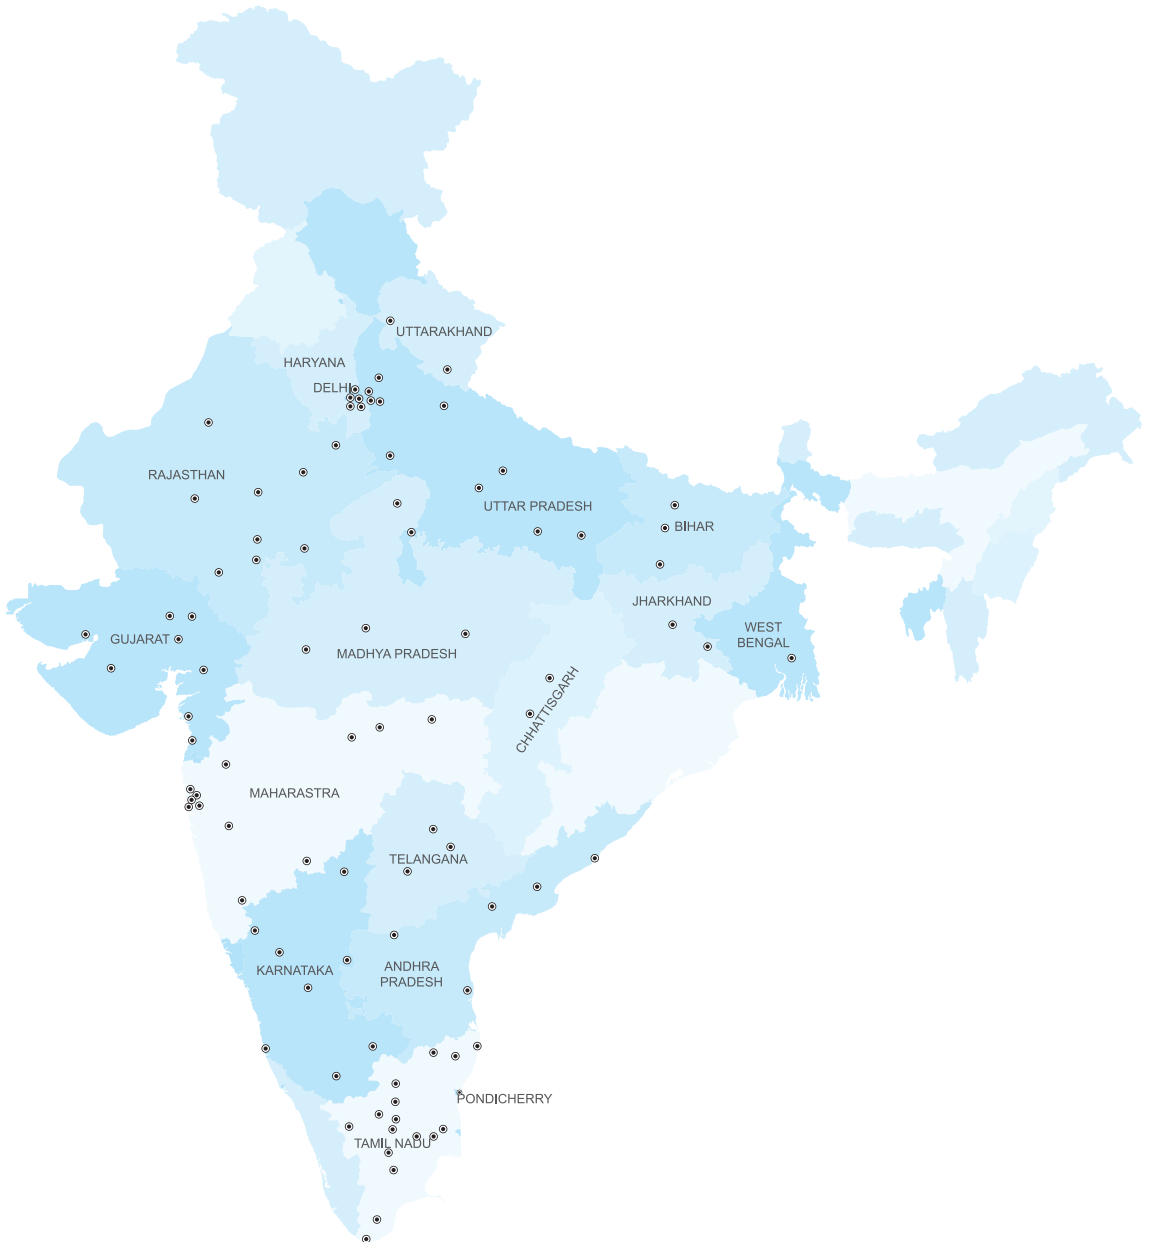 UTTARAKHAND
HARYANA
DELHI
RAJASTHAN
UTTAR PRADESH
BIHAR
JHARKHAND
WEST
BENGAL
GUJARAT
MADHYA PRADESH
CHHATTISGARH
MAHARASTRA
TELANGANA
ANDHRA
PRADESH
KARNATAKA
PONDICHERRY
TAMIL NADU